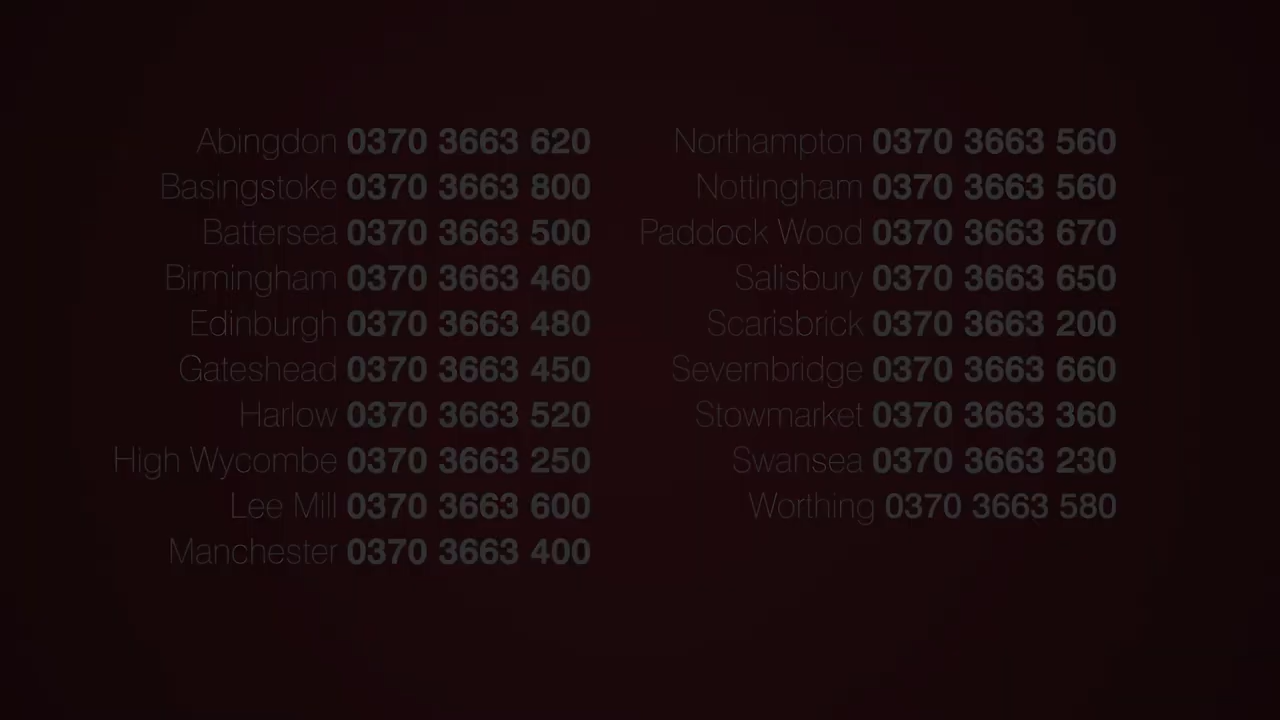 Abingdon 0370 3663 620
Basingstoke 0370 3663 800
Battersea 0370 3663 500
Birmingham 0370 3663 460
Edinburgh 0370 3663 480
Gateshead 0370 3663 450
Harlow 0370 3663 520
High Wycombe 0370 3663 250
Lee Mill 0370 3663 600
Manchester 0370 3663 400
Northampton 0370 3663 560
Nottingham 0370 3663 560
Paddock Wood 0370 3663 670
Salisbury 0370 3663 650
Scarisbrick 0370 3663 200
Severnbridge 0370 3663 660
Stowmarket 0370 3663 360
Swansea 0370 3663 230
Worthing 0370 3663 580